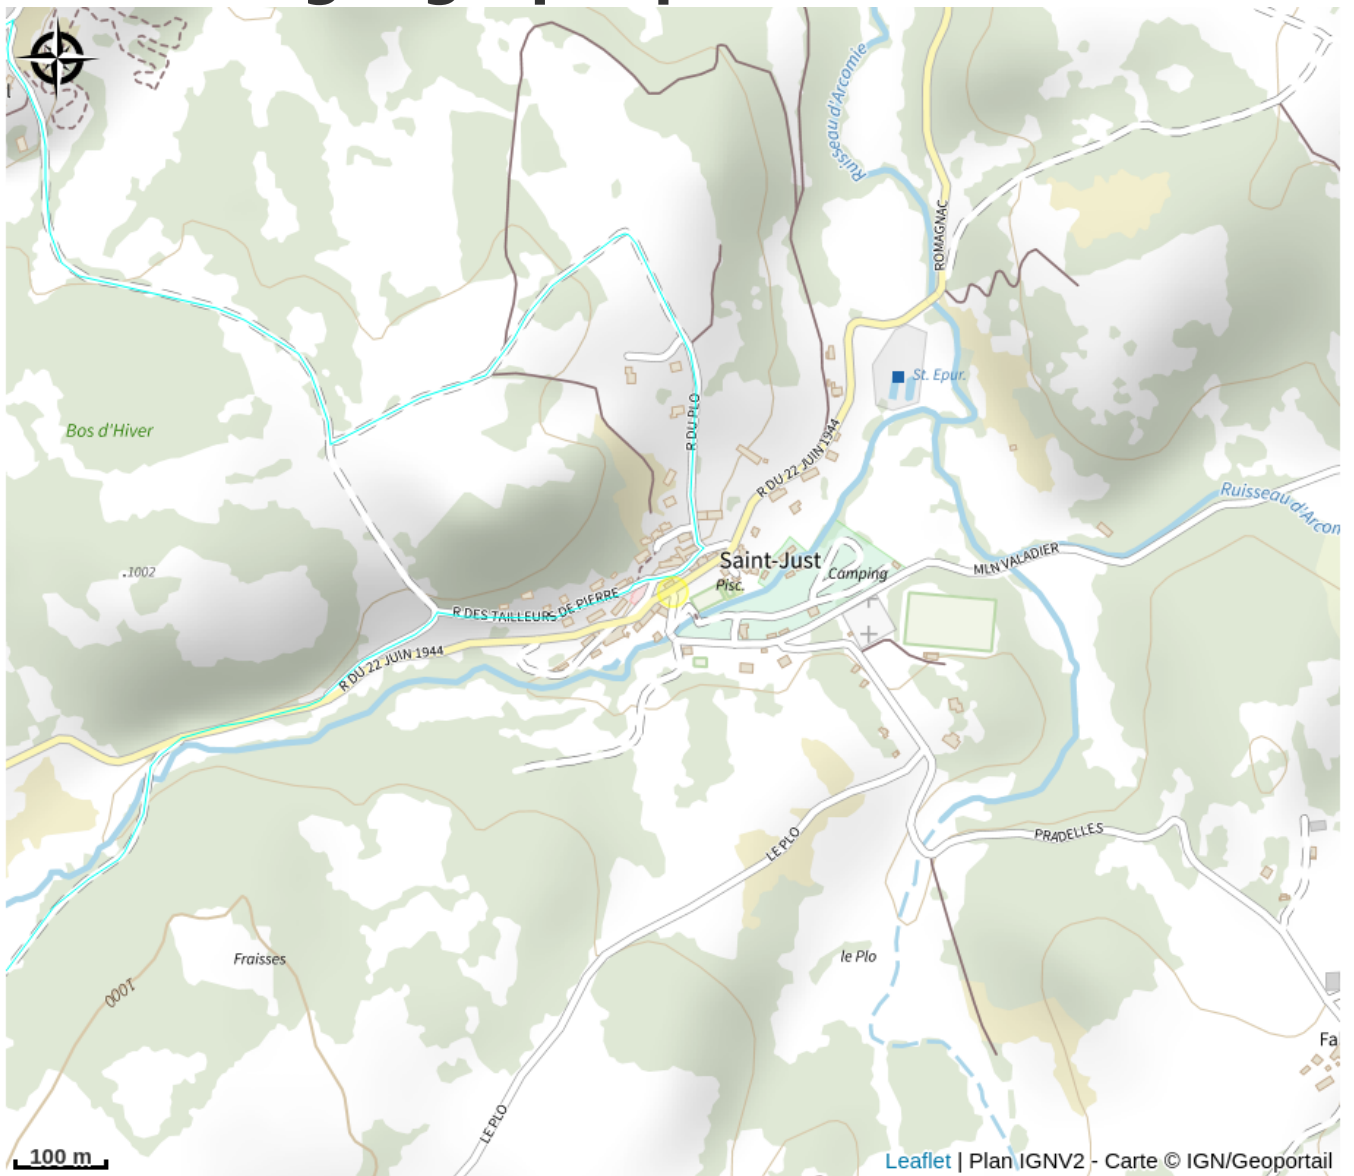 Ruisseau d'Arcomie
ROMAGNAC
St. Epur.
Bos d'Hiver
R DU PLO
R DU 22 JUIN 1944
Ruisseau d'Arcom
Saint-Just
MLN VALADIER
.1002
Camping
Pisc.
R DES TAILLEURS DE PIERRE
R DU 22 JUIN 1944
PRADELLES
LE PLO
le Plo
Fraisses
1000
Fa
LE PLO
100 m
Leaflet | Plan IGNV2 - Carte © IGN/Geoportail